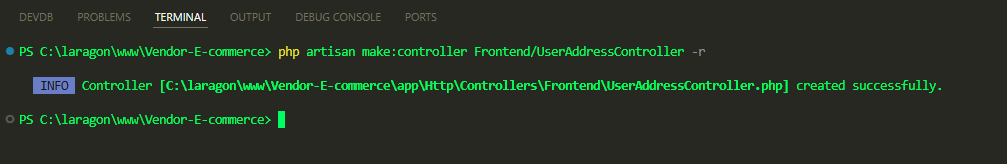 DEVDB PROBLEMS TERMINAL OUTPUT DEBUG CONSOLE PORTS
PS C:\laragon\www\Vendor-E-commerce> php artisan make:controller Frontend/UserAddressController -r
INFO Controller [C:\laragon\www\Vendor-E-commerce\app\Http\Controllers\Frontend\UserAddressController.php] created successfully.
PS C:\laragon\www\Vendor-E-commerce>